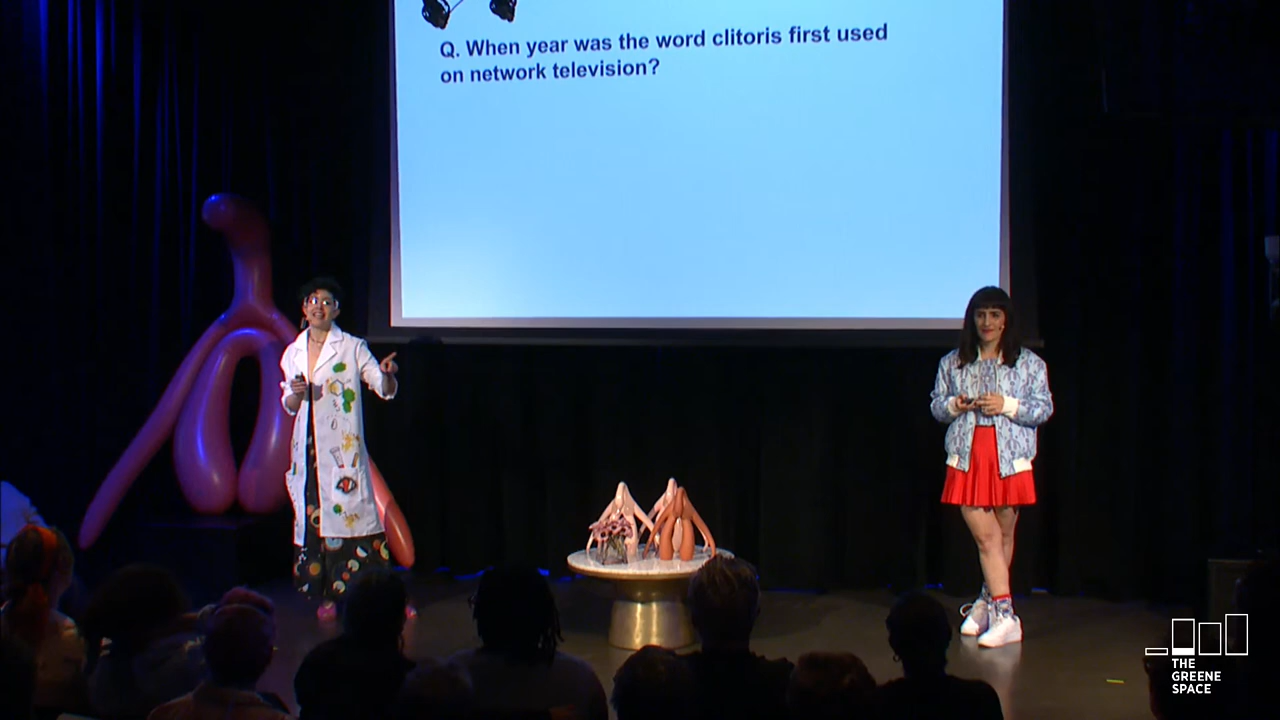 Q. When year was the word clitoris first used
on network television?
THE
GREENE
SPACE